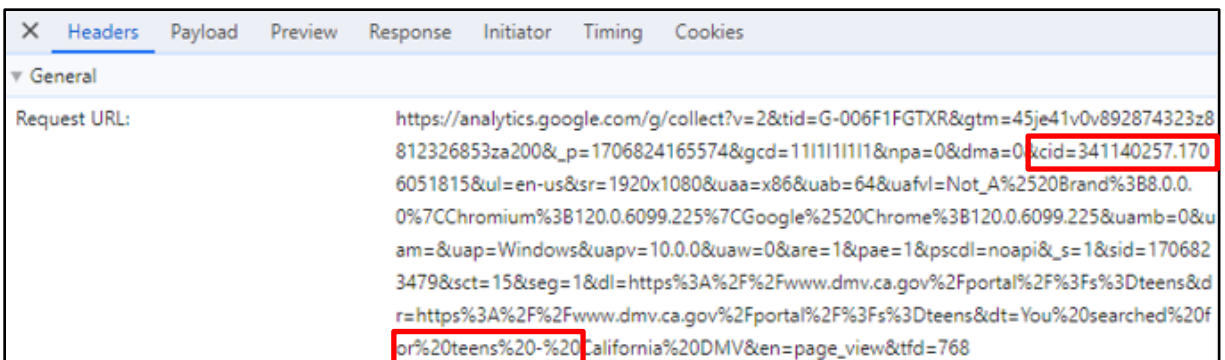 × Headers Payload Preview Response Initiator Timing Cookies
▼ General
Request URL: https://analytics.google.com/g/collect?v=2&tid=G-006F1FGTXR&gtm=45je41v0v892874323z8
812326853za200&_p=1706824165574&gcd=11l1l1l1l1&npa=0&dma=0&cid=341140257.170
6051815&ul=en-us&sr=1920x1080&uaa=x86&uab=64&uafvl=Not_A%2520Brand%3B8.0.0.
0%7CChromium%3B120.0.6099.225%7CGoogle%2520Chrome%3B120.0.6099.225&uamb=0&u
am=&uap=Windows&uapv=10.0.0&uaw=0&are=1&pae=1&pscdl=noapi&_s=1&sid=170682
3479&sct=15&seg=1&dl=https%3A%2F%2Fwww.dmv.ca.gov%2Fportal%2F%3Fs%3Dteens&d
r=https%3A%2F%2Fwww.dmv.ca.gov%2Fportal%2F%3Fs%3Dteens&dt=You%20searched%20f
or%20teens%20-%20California%20DMV&en=page_view&tfd=768